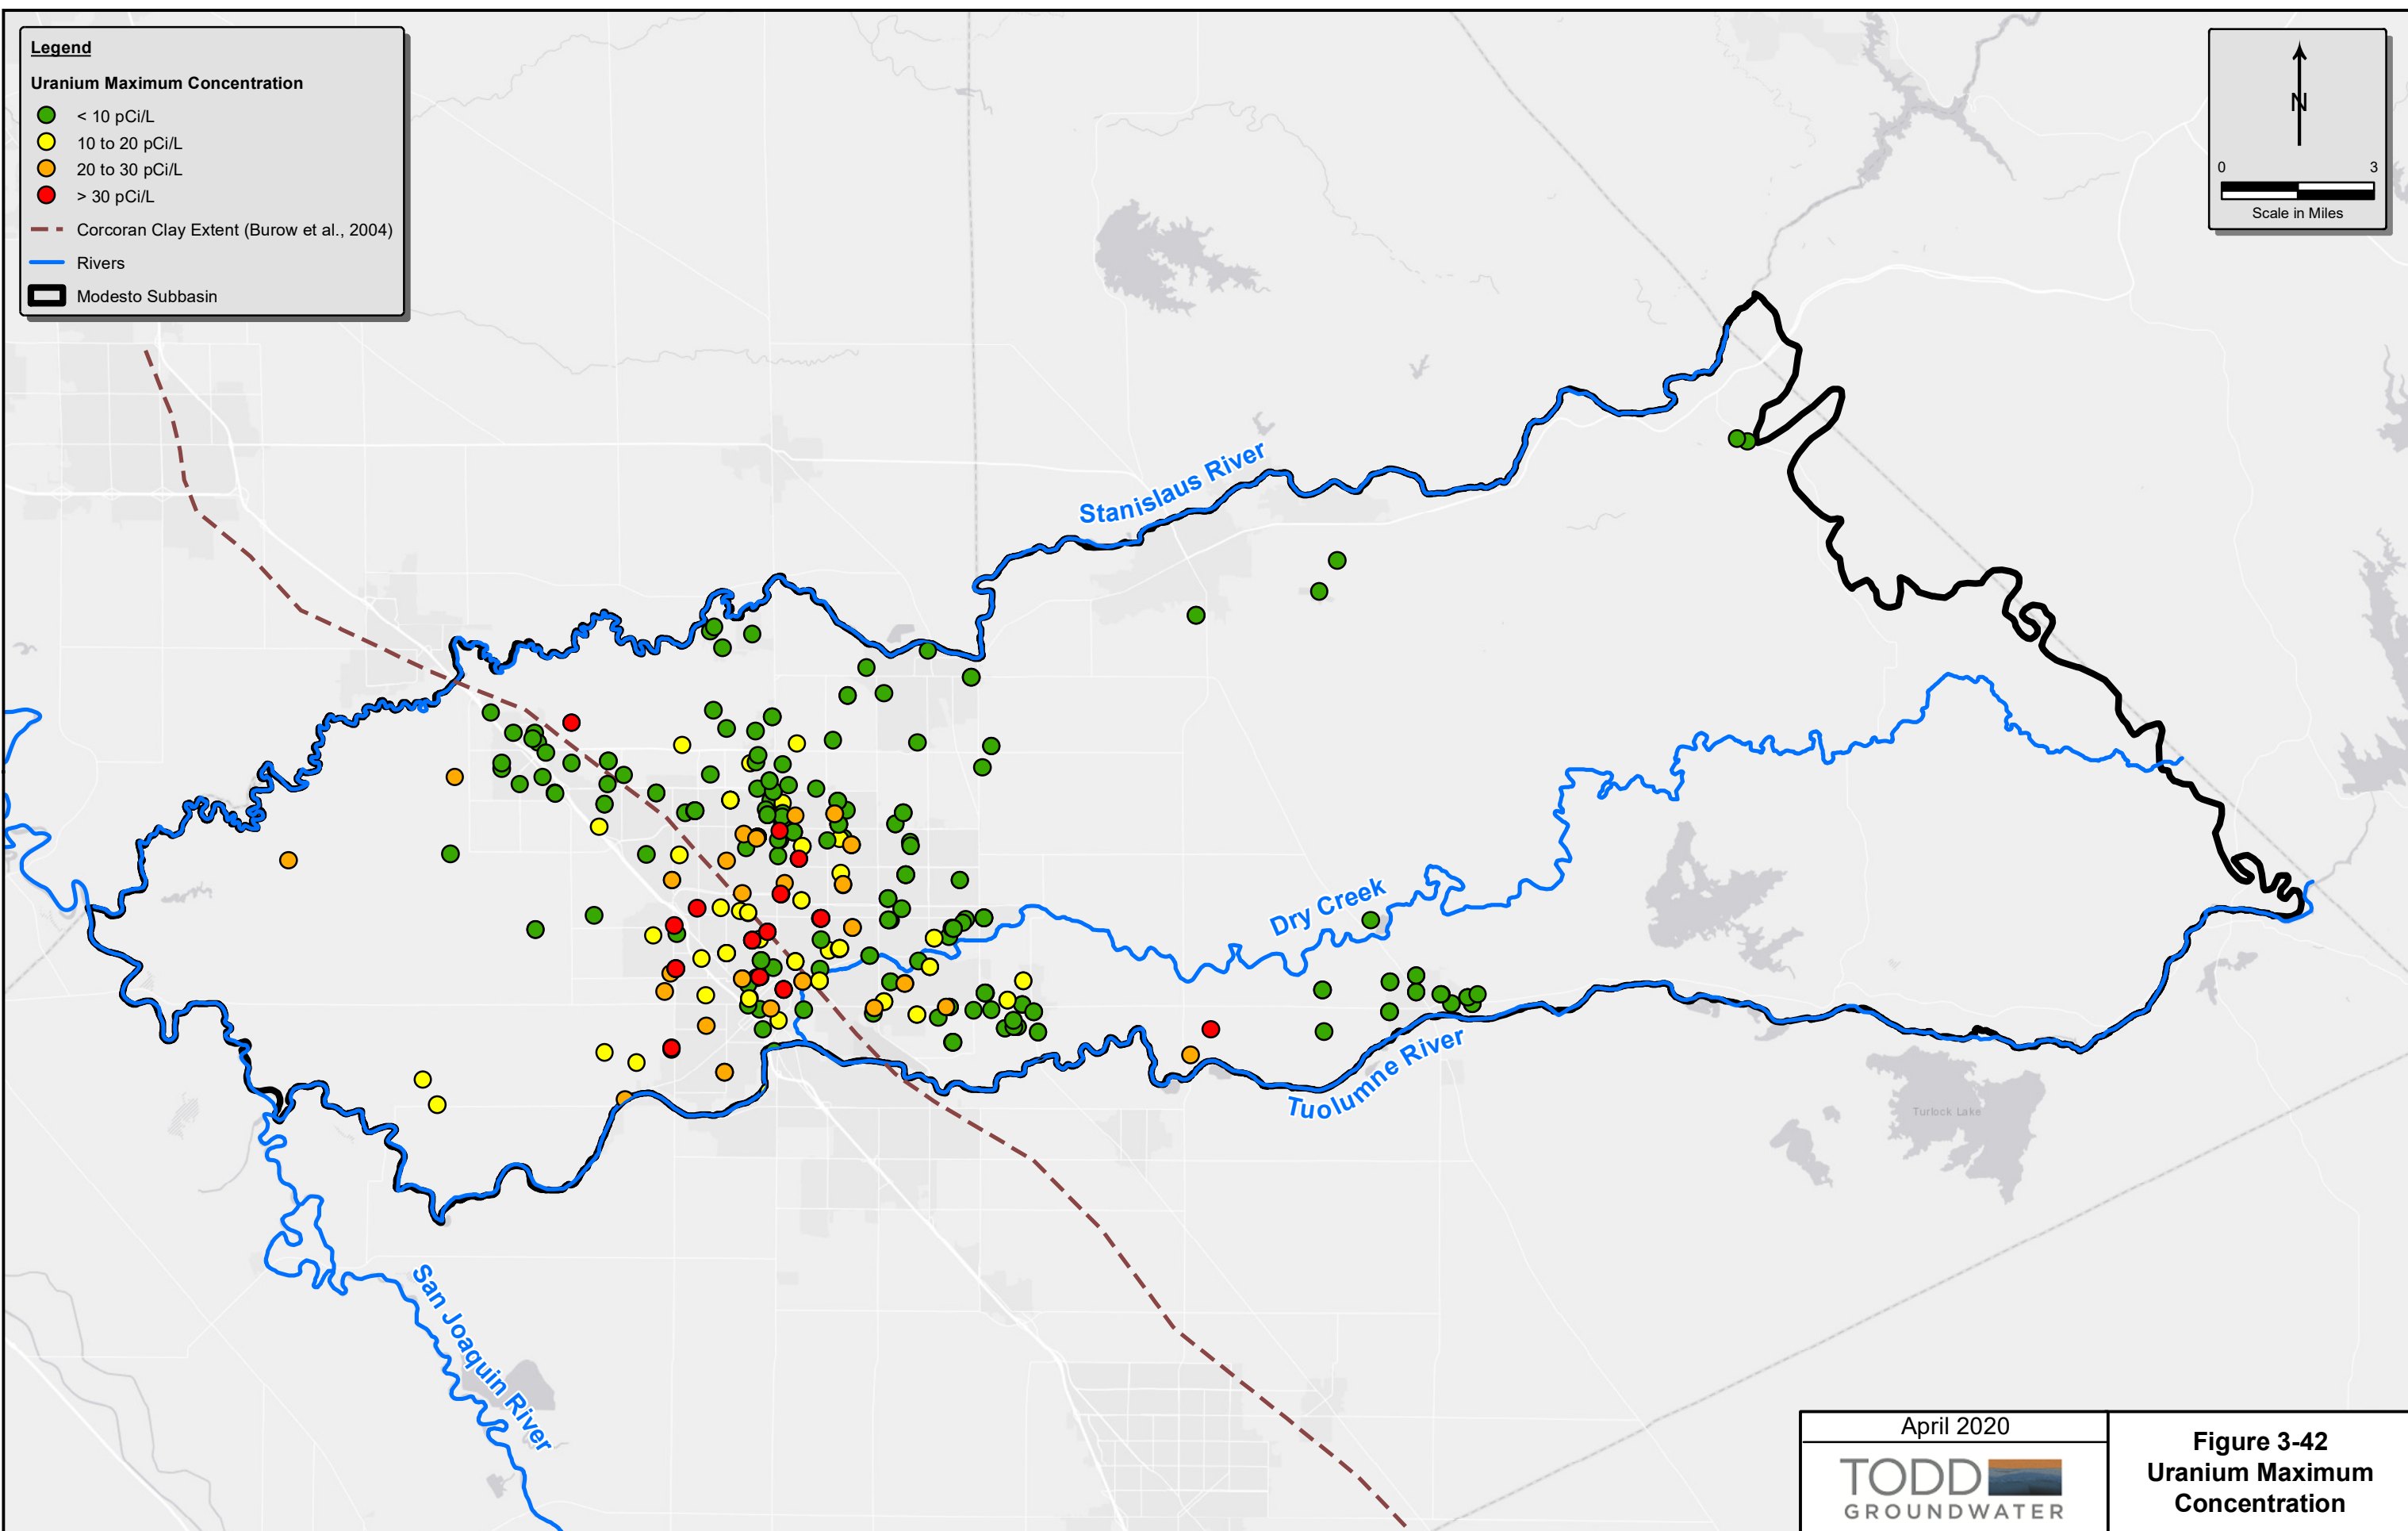 Legend
Uranium Maximum Concentration
< 10 pCi/L
10 to 20 pCi/L
20 to 30 pCi/L
> 30 pCi/L
Corcoran Clay Extent (Burow et al., 2004)
Rivers
Modesto Subbasin
N
0 3
Scale in Miles
Stanislaus River
Dry Creek
Tuolumne River
Turlock Lake
San Joaquin River
April 2020
TODD
GROUNDWATER
Figure 3-42
Uranium Maximum
Concentration